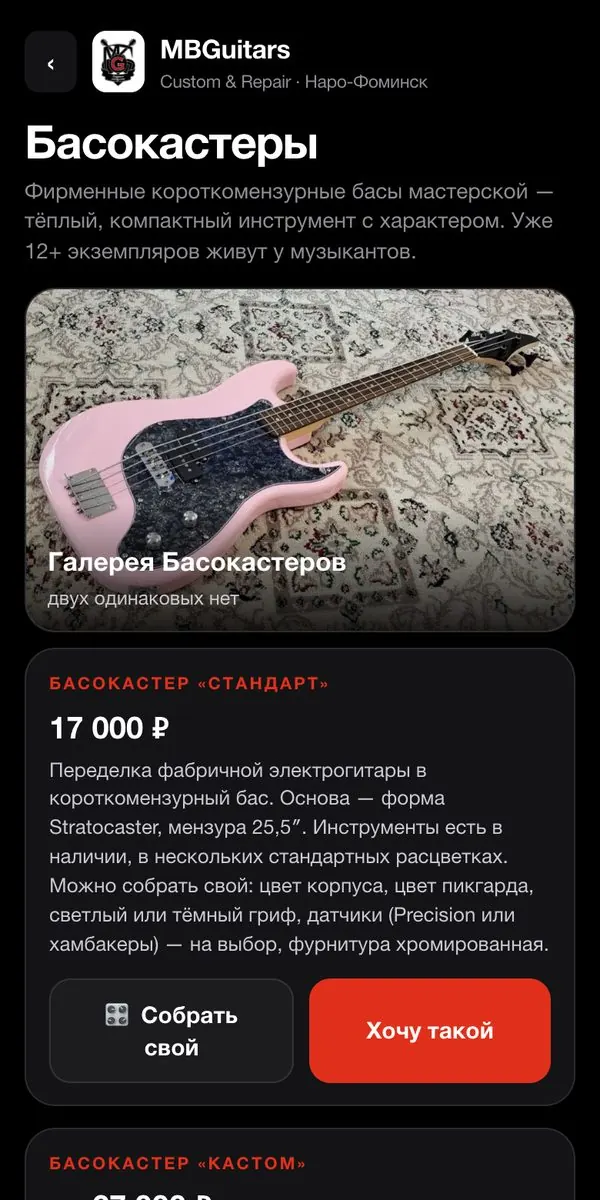 ‹
MBGuitars
Custom & Repair · Наро-Фоминск
Басокастеры
Фирменные короткомензурные басы мастерской —
тёплый, компактный инструмент с характером. Уже
12+ экземпляров живут у музыкантов.
Галерея Басокастеров
двух одинаковых нет
БАСОКАСТЕР «СТАНДАРТ»
17 000 ₽
Переделка фабричной электрогитары в
короткомензурный бас. Основа — форма
Stratocaster, мензура 25,5″. Инструменты есть в
наличии, в нескольких стандартных расцветках.
Можно собрать свой: цвет корпуса, цвет пикгарда,
светлый или тёмный гриф, датчики (Precision или
хамбакеры) — на выбор, фурнитура хромированная.
🎛 Собрать
свой
Хочу такой
БАСОКАСТЕР «КАСТОМ»